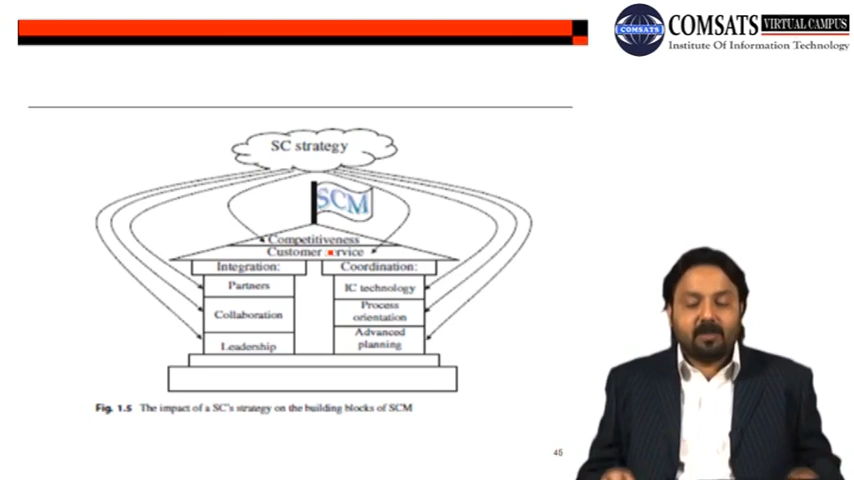 COMSATS
COMSATS VIRTUAL CAMPUS
Institute Of Information Technology
SC strategy
SCM
Competitiveness
Customer service
Integration:
Coordination:
Partners
Collaboration
Leadership
IC technology
Process
orientation
Advanced
planning
Fig. 1.5 The impact of a SC's strategy on the building blocks of SCM
45